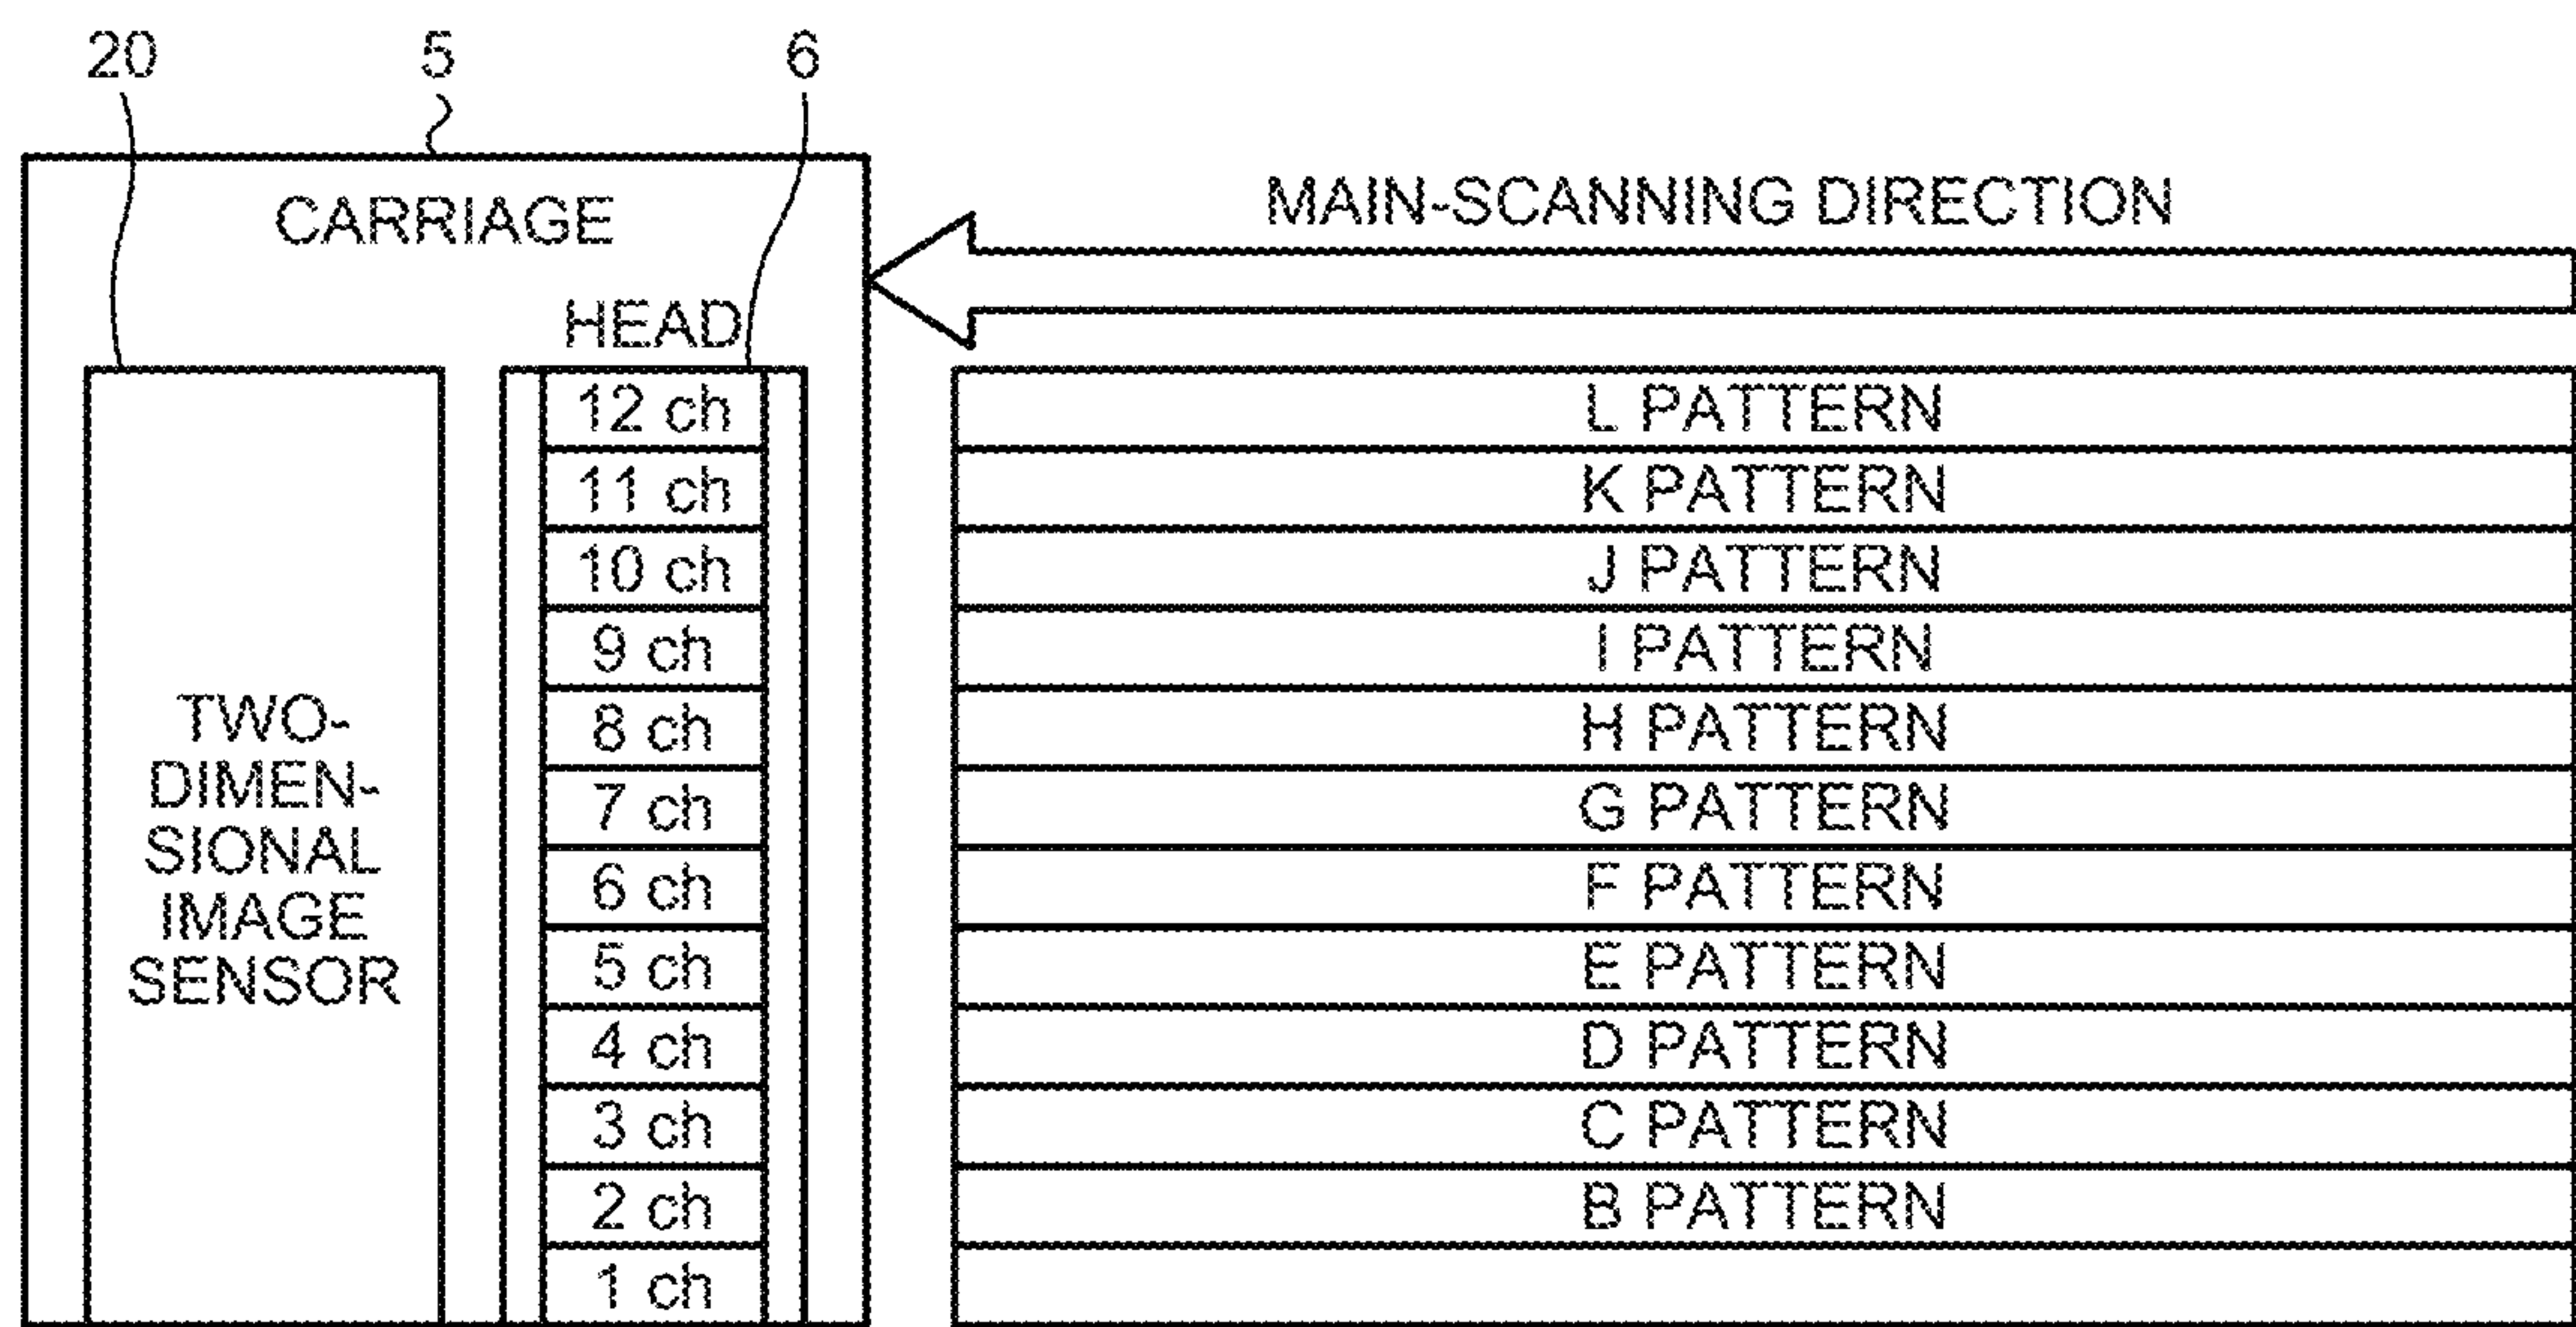 20 5 6
CARRIAGE
MAIN-SCANNING DIRECTION
HEAD
12 ch L PATTERN
11 ch K PATTERN
10 ch J PATTERN
9 ch I PATTERN
8 ch H PATTERN
7 ch G PATTERN
6 ch F PATTERN
5 ch E PATTERN
4 ch D PATTERN
3 ch C PATTERN
2 ch B PATTERN
1 ch
TWO-
DIMEN-
SIONAL
IMAGE
SENSOR